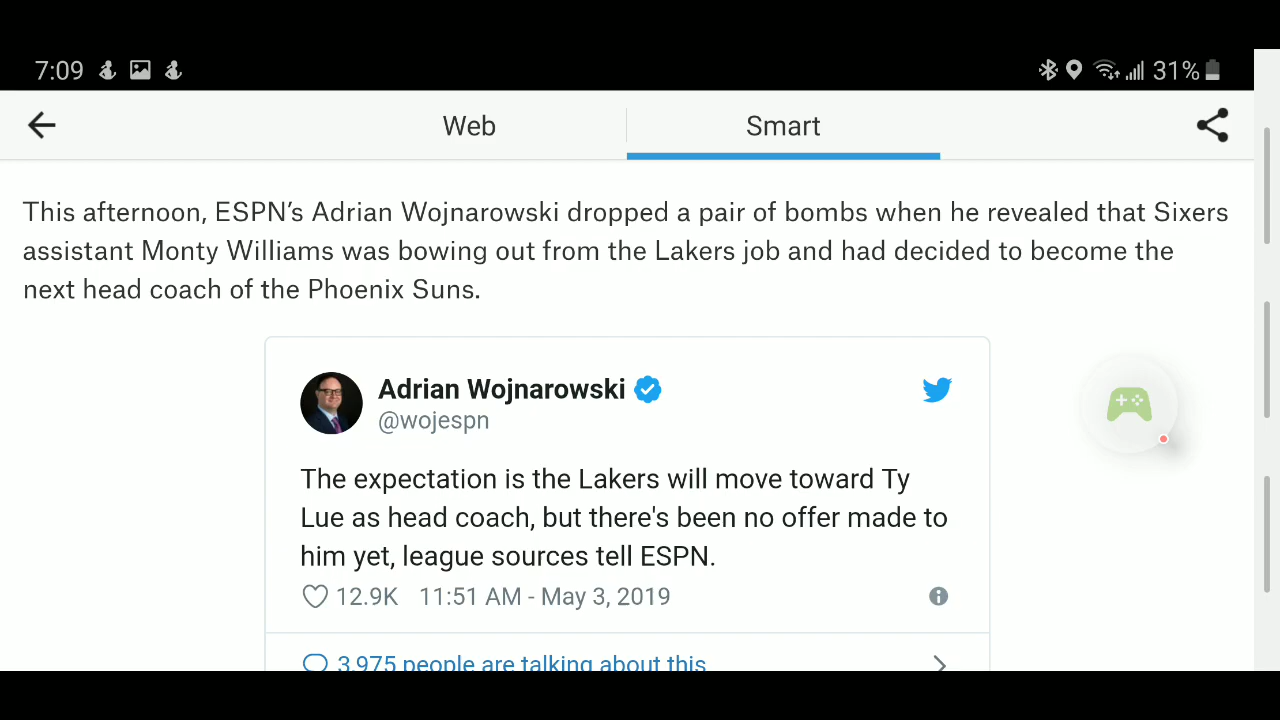 7:09 31%
Web Smart
This afternoon, ESPN’s Adrian Wojnarowski dropped a pair of bombs when he revealed that Sixers
assistant Monty Williams was bowing out from the Lakers job and had decided to become the
next head coach of the Phoenix Suns.
Adrian Wojnarowski
@wojespn
The expectation is the Lakers will move toward Ty
Lue as head coach, but there's been no offer made to
him yet, league sources tell ESPN.
12.9K 11:51 AM - May 3, 2019
3,975 people are talking about this